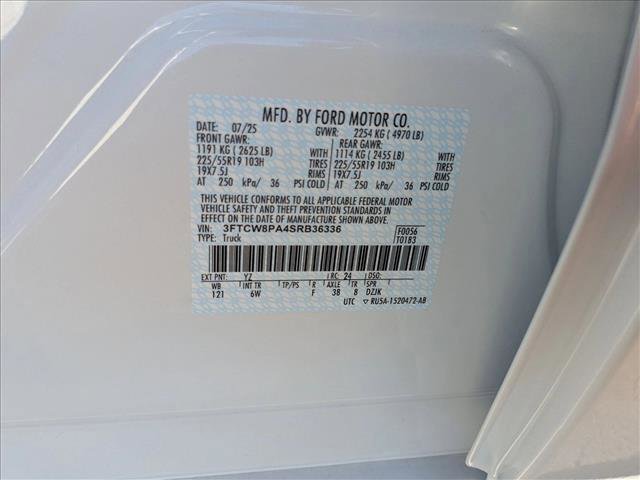 MFD. BY FORD MOTOR CO.
DATE: 07/25 GVWR: 2254 KG ( 4970 LB)
FRONT GAWR: REAR GAWR:
1191 KG ( 2625 LB) 1114 KG ( 2455 LB)
225/55R19 103H TIRES 225/55R19 103H TIRES
19X7.5J RIMS 19X7.5J RIMS
AT 250 kPa/ 36 PSI COLD AT 250 kPa/ 36 PSI COLD
THIS VEHICLE CONFORMS TO ALL APPLICABLE FEDERAL MOTOR
VEHICLE SAFETY STANDARDS IN EFFECT ON THE
DATE OF MANUFACTURE SHOWN ABOVE.
VIN: 3FTCW8PA4SRB36336 F0056
TYPE: Truck T0183
EXT PNT: YZ RC: 24 DSO:
WB INT TR TP/PS R AXLE TR SPR
121 6W F 38 8 DZJK
UTC ▽ RU5A-1520472-AB